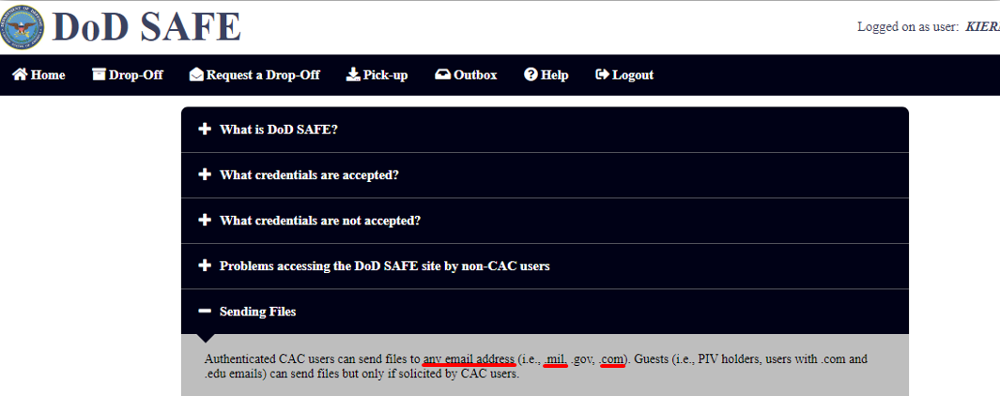 DoD SAFE
Logged on as user:
Home Drop-Off Request a Drop-Off Pick-up Outbox Help Logout
What is DoD SAFE?
What credentials are accepted?
What credentials are not accepted?
Problems accessing the DoD SAFE site by non-CAC users
Sending Files
Authenticated CAC users can send files to any email address (i.e., .mil, .gov, .com). Guests (i.e., PIV holders, users with .com and
.edu emails) can send files but only if solicited by CAC users.